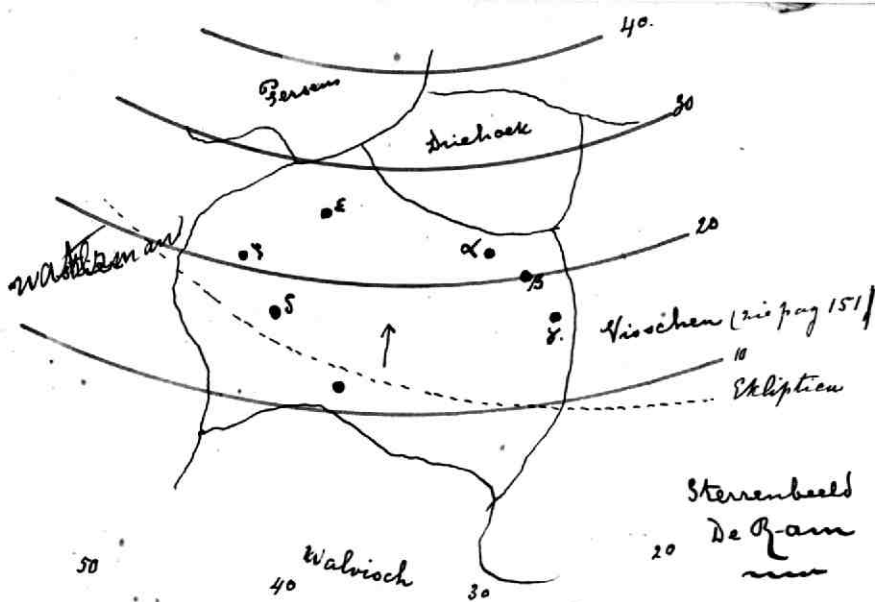 40.
Perseus
30
Driehoek
ε
20
ζ
α
β
δ
γ.
Visschen (zie pag 151)
10
Ekliptica
Sterrenbeeld
De Ram
50
40
Walvisch
30
20